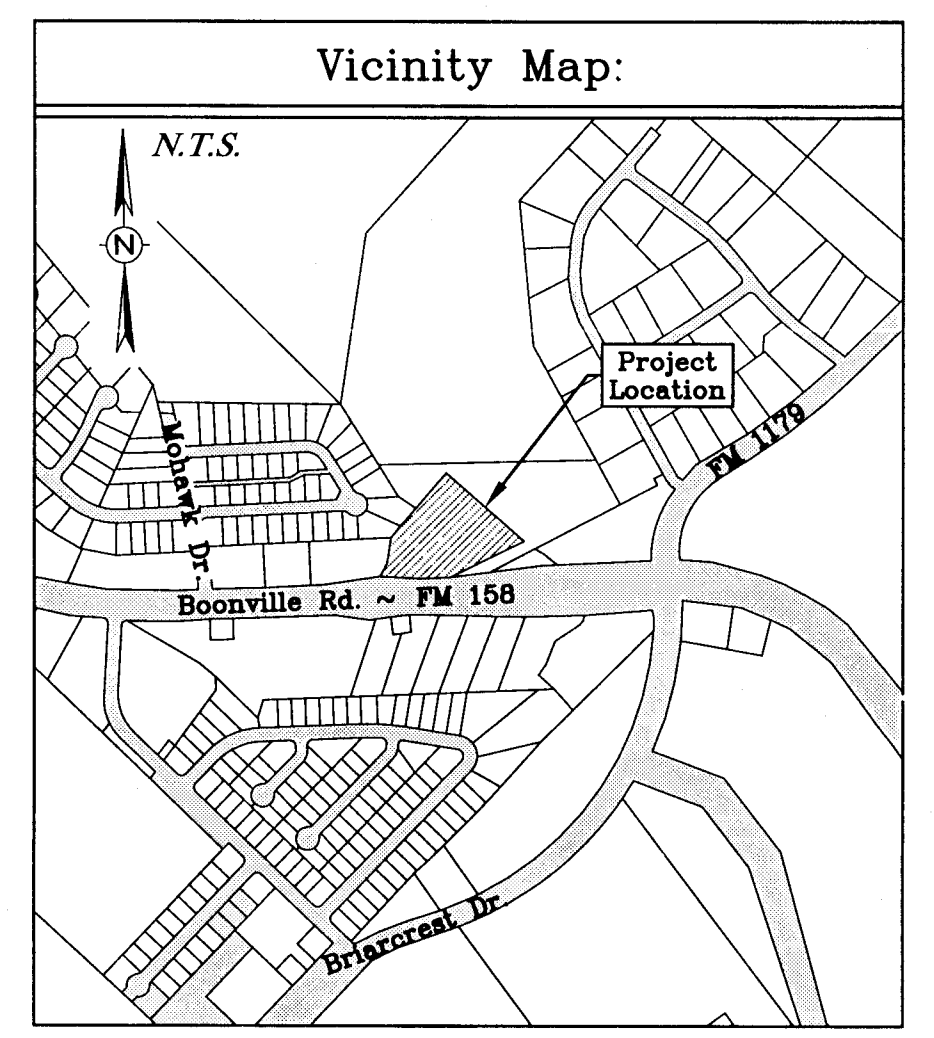 Vicinity Map:
N.T.S.
N
Project
Location
FM 1179
Mohawk Dr.
Boonville Rd. ~ FM 158
Briarcrest Dr.